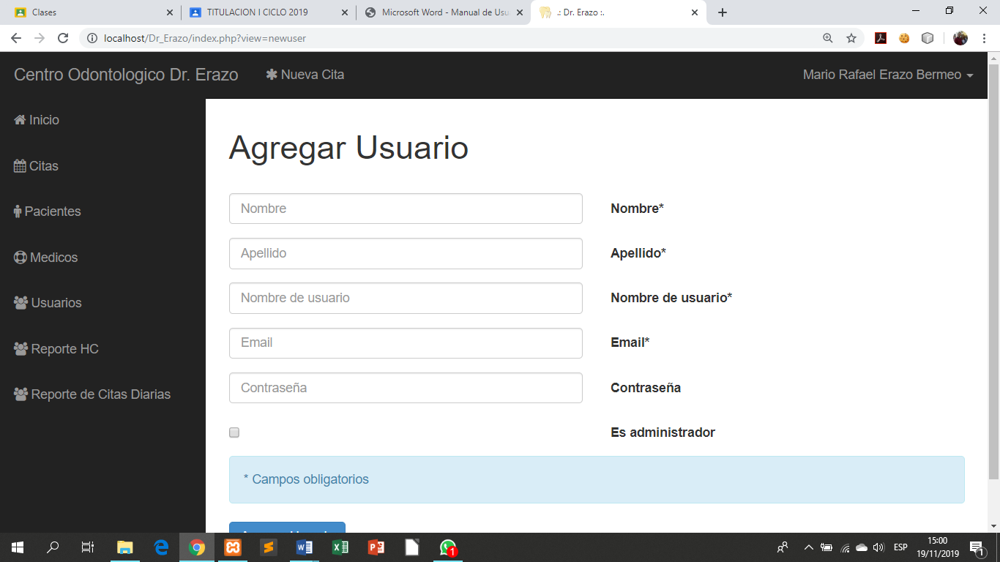 Clases
TITULACION I CICLO 2019
Microsoft Word - Manual de Usu
.: Dr. Erazo :.
localhost/Dr_Erazo/index.php?view=newuser
Centro Odontologico Dr. Erazo
Nueva Cita
Mario Rafael Erazo Bermeo
Inicio
Citas
Pacientes
Medicos
Usuarios
Reporte HC
Reporte de Citas Diarias
Agregar Usuario
Nombre Nombre*
Apellido Apellido*
Nombre de usuario Nombre de usuario*
Email Email*
Contraseña Contraseña
Es administrador
* Campos obligatorios
ESP
15:00
19/11/2019
1
1